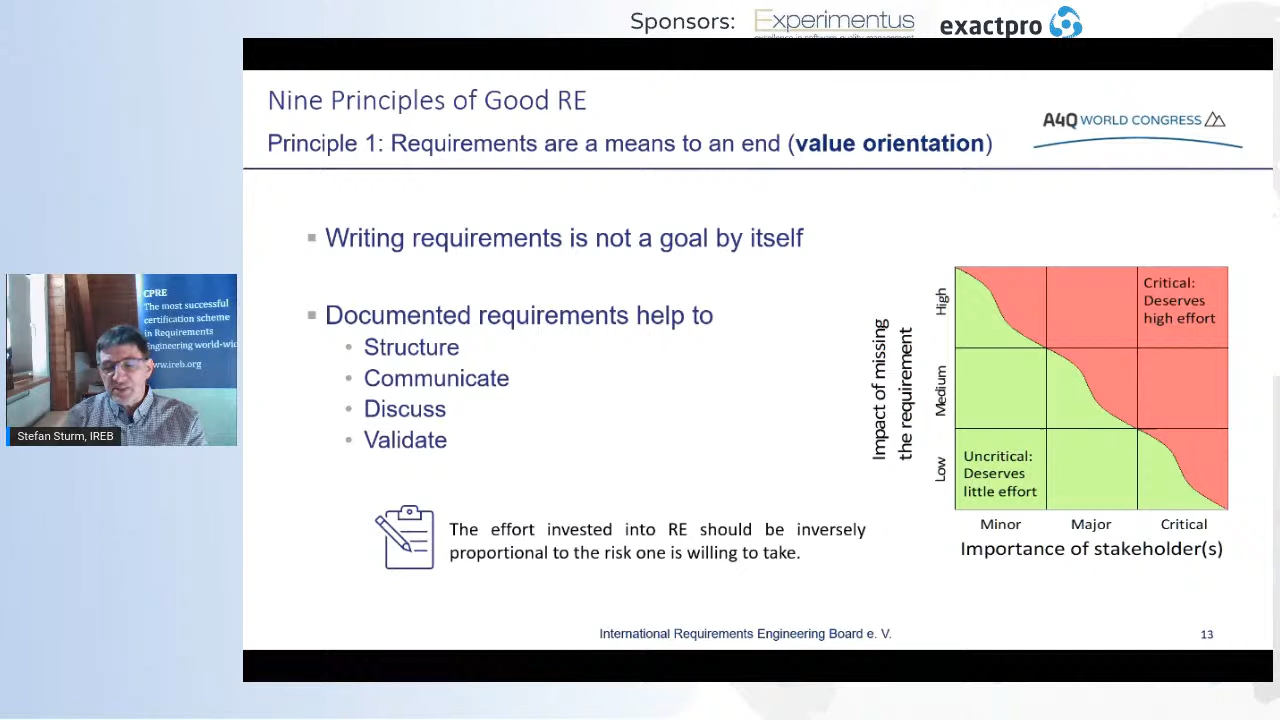 Sponsors:
Experimentus
excellence in software quality management
exactpro
Nine Principles of Good RE
Principle 1: Requirements are a means to an end (value orientation)
A4Q WORLD CONGRESS
Writing requirements is not a goal by itself
Documented requirements help to
Structure
Communicate
Discuss
Validate
The effort invested into RE should be inversely
proportional to the risk one is willing to take.
Impact of missing
the requirement
High
Medium
Low
Critical:
Deserves
high effort
Uncritical:
Deserves
little effort
Minor Major Critical
Importance of stakeholder(s)
International Requirements Engineering Board e. V.
13
CPRE
The most successful
certification scheme
in Requirements
Engineering world-wid
www.ireb.org
Stefan Sturm, IREB